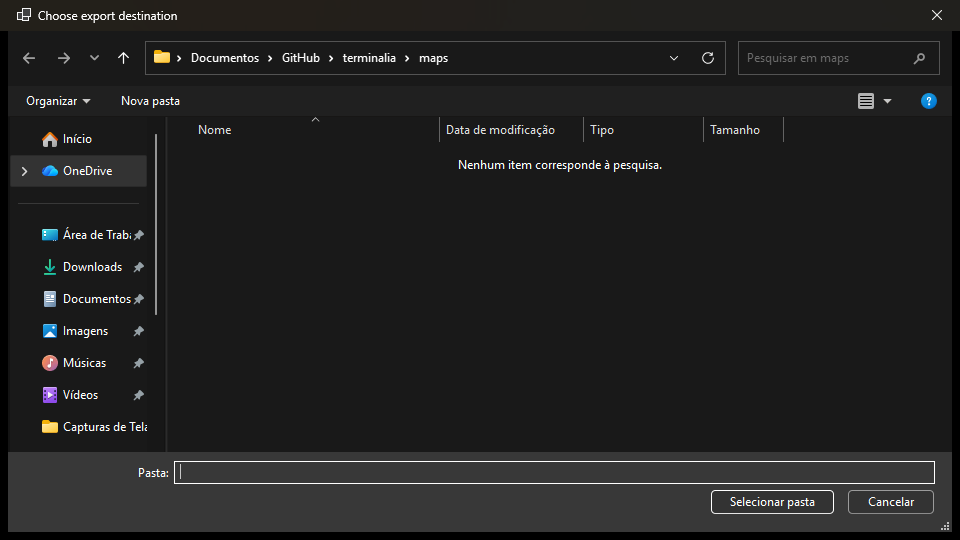 Choose export destination
Documentos > GitHub > terminalia > maps
Pesquisar em maps
Organizar Nova pasta
Nome Data de modificação Tipo Tamanho
Nenhum item corresponde à pesquisa.
Início
OneDrive
Área de Traba
Downloads
Documentos
Imagens
Músicas
Vídeos
Capturas de Tela
Pasta:
Selecionar pasta Cancelar